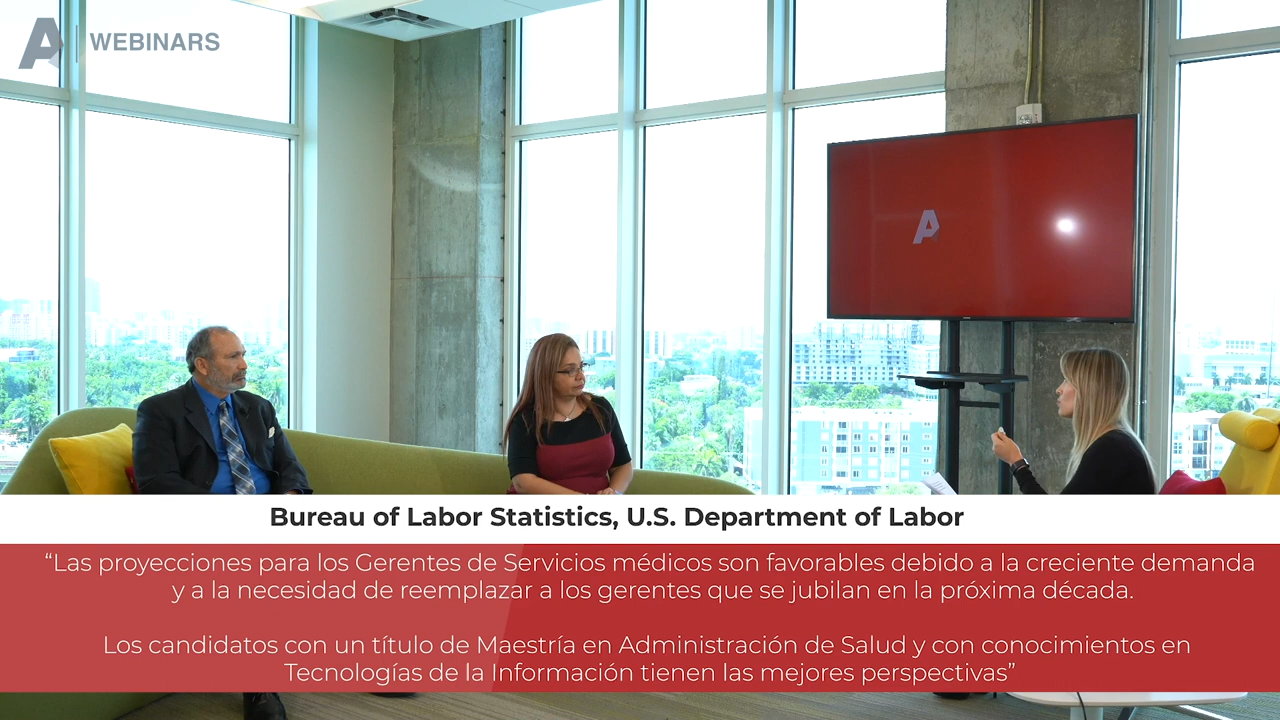 WEBINARS
Bureau of Labor Statistics, U.S. Department of Labor
“Las proyecciones para los Gerentes de Servicios médicos son favorables debido a la creciente demanda
y a la necesidad de reemplazar a los gerentes que se jubilan en la próxima década.
Los candidatos con un título de Maestría en Administración de Salud y con conocimientos en
Tecnologías de la Información tienen las mejores perspectivas”